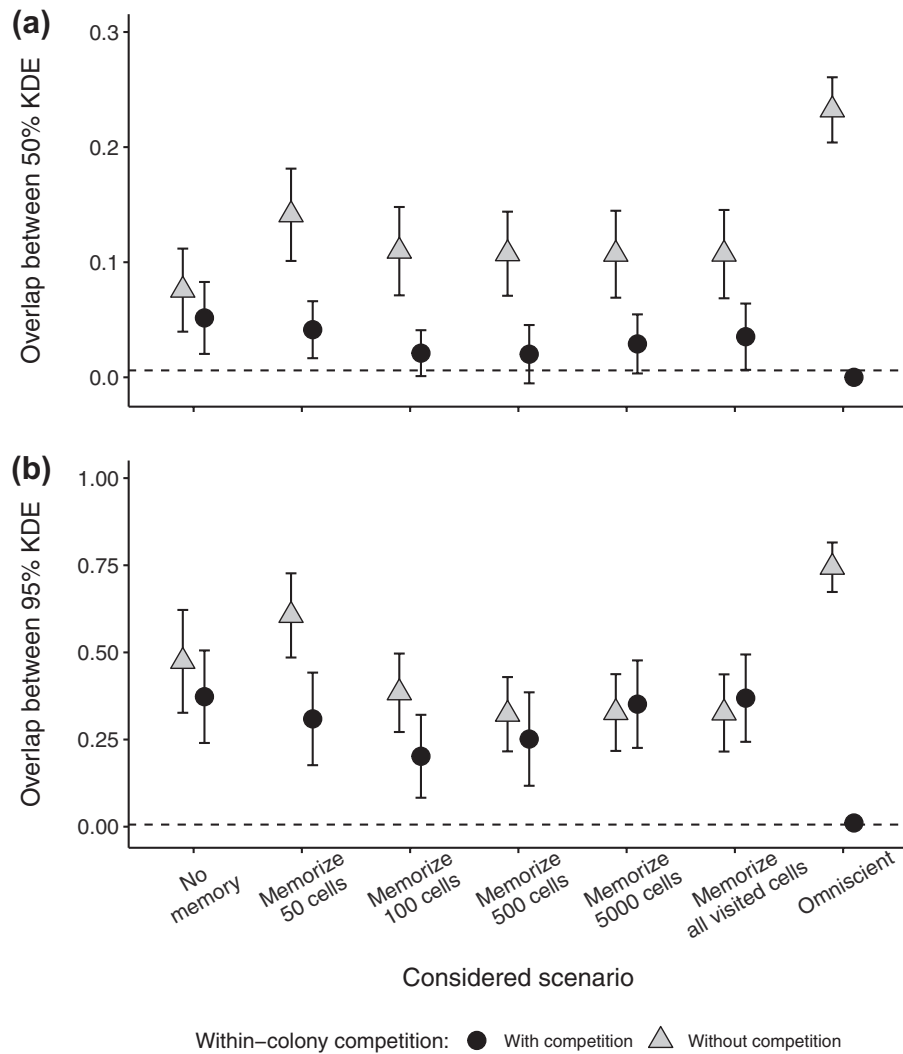 (a)
Overlap between 50% KDE
0.3
0.2
0.1
0.0
(b)
Overlap between 95% KDE
1.00
0.75
0.50
0.25
0.00
No
memory
Memorize
50 cells
Memorize
100 cells
Memorize
500 cells
Memorize
5000 cells
Memorize
all visited cells
Omniscient
Considered scenario
Within−colony competition: With competition Without competition